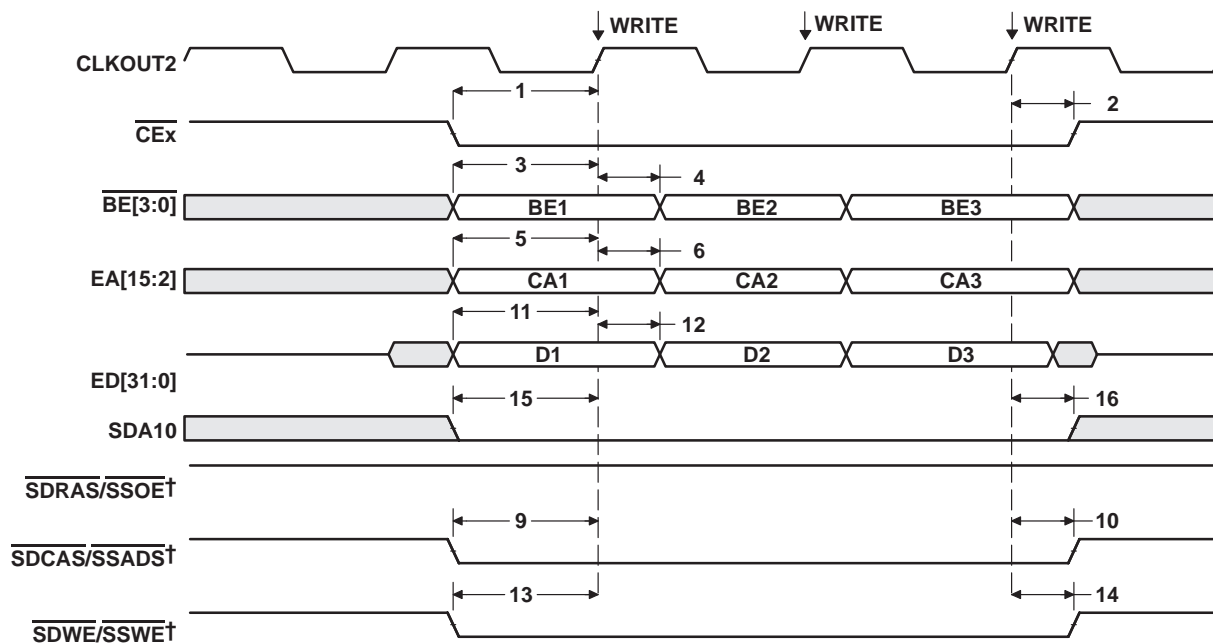 WRITE WRITE WRITE
CLKOUT2
1 2
CEx
3 4
BE[3:0] BE1 BE2 BE3
5 6
EA[15:2] CA1 CA2 CA3
11 12
D1 D2 D3
ED[31:0]
15 16
SDA10
SDRAS/SSOE†
9 10
SDCAS/SSADS†
13 14
SDWE/SSWE†